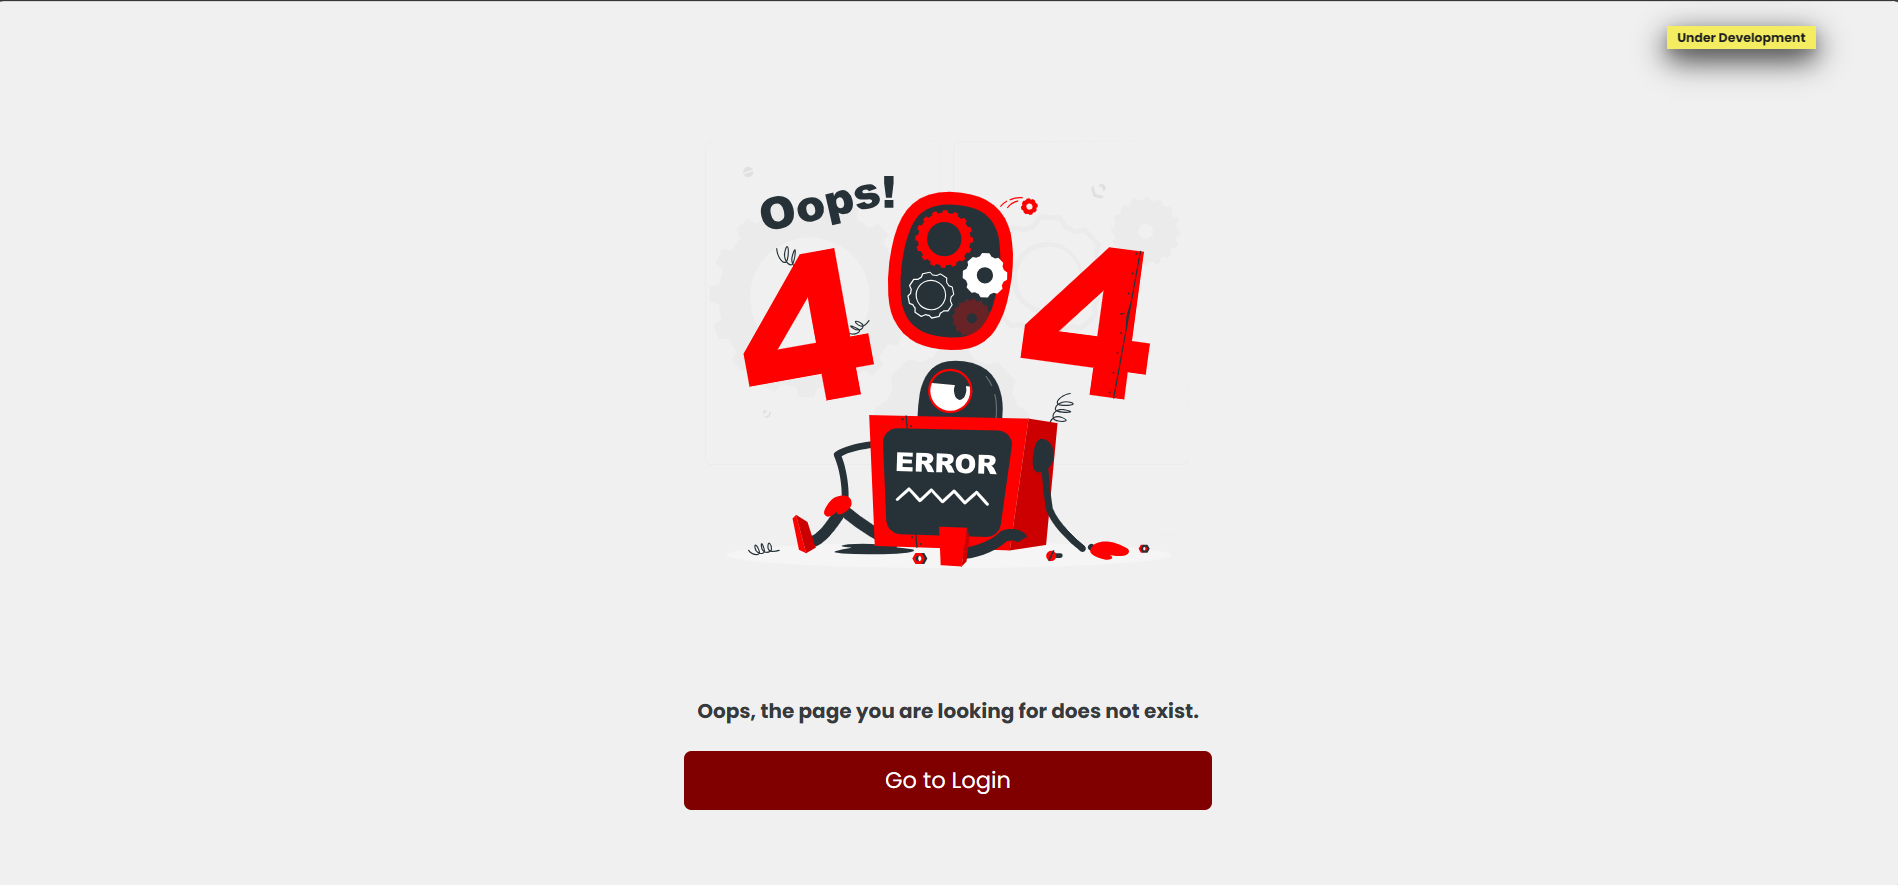 Under Development
Oops!
404
ERROR
Oops, the page you are looking for does not exist.
Go to Login